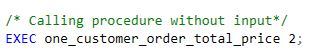 /* Calling procedure without input*/
EXEC one_customer_order_total_price 2;